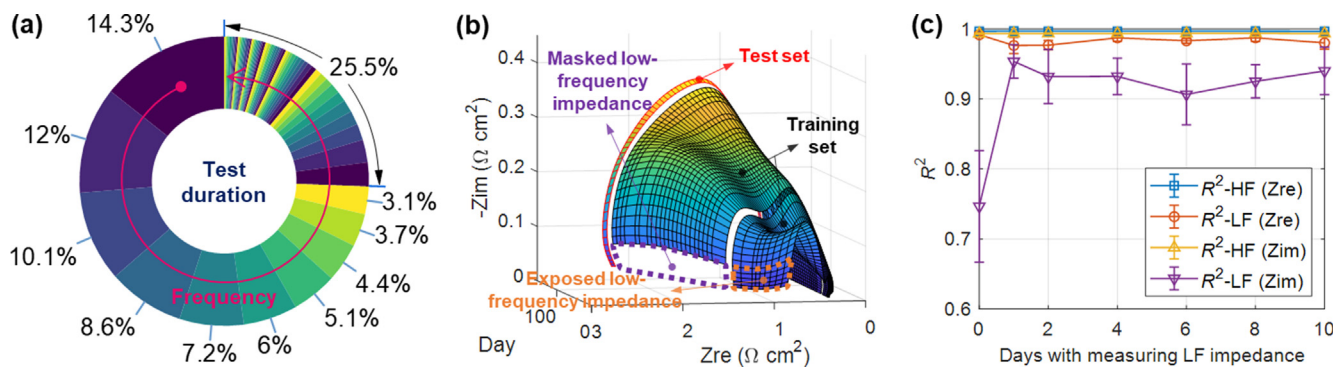 (a)
14.3%
25.5%
12%
3.1%
3.7%
10.1%
4.4%
5.1%
8.6%
7.2%
6%
Test
duration
Frequency
(b)
Masked low-
frequency
impedance
Test set
Training
set
Exposed low-
frequency impedance
-Zim (Ω cm²)
0.4
0.3
0.2
0.1
0
100
0
3
2
1
0
Day
Zre (Ω cm²)
(c)
R²
1
0.9
0.8
0.7
0.6
R²-HF (Zre)
R²-LF (Zre)
R²-HF (Zim)
R²-LF (Zim)
0
2
4
6
8
10
Days with measuring LF impedance